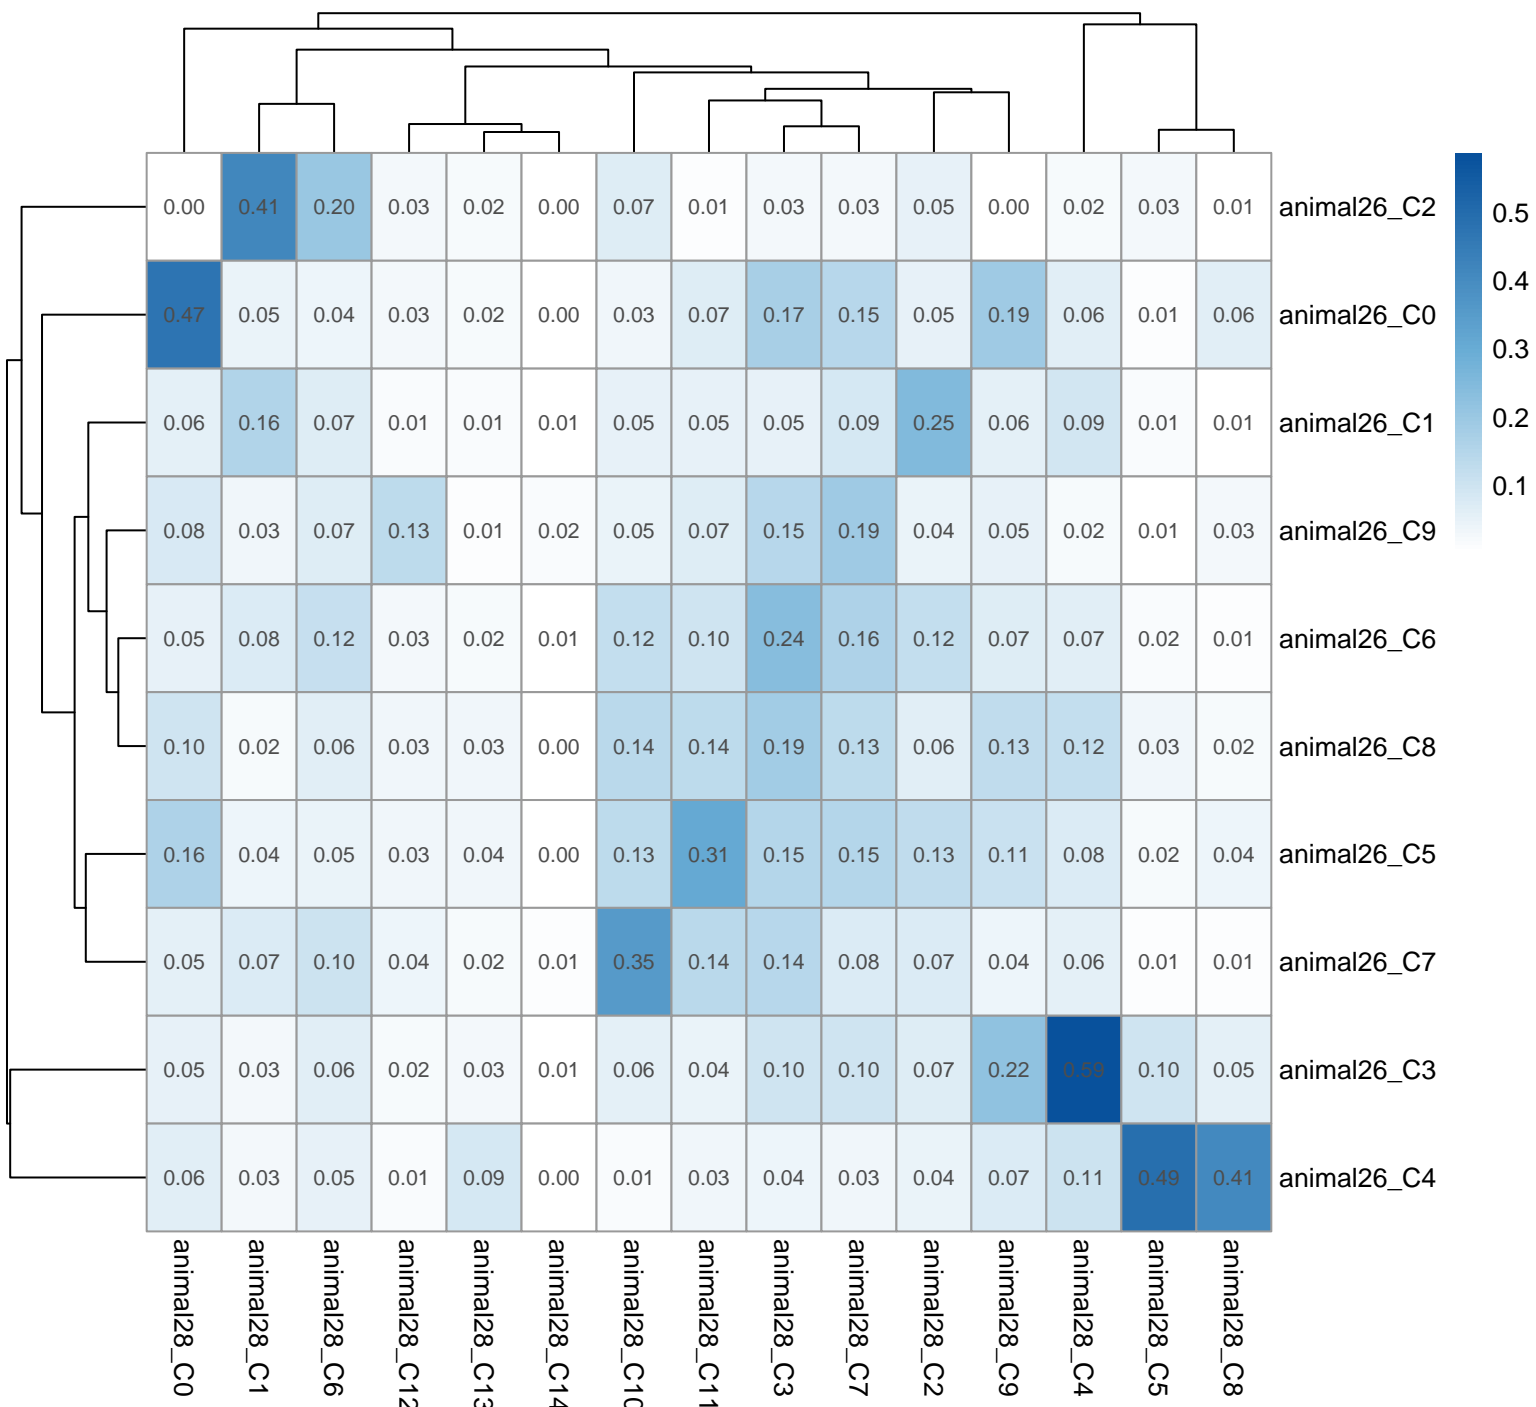 0.00 0.41 0.20 0.03 0.02 0.00 0.07 0.01 0.03 0.03 0.05 0.00 0.02 0.03 0.01 animal26_C2
0.47 0.05 0.04 0.03 0.02 0.00 0.03 0.07 0.17 0.15 0.05 0.19 0.06 0.01 0.06 animal26_C0
0.06 0.16 0.07 0.01 0.01 0.01 0.05 0.05 0.05 0.09 0.25 0.06 0.09 0.01 0.01 animal26_C1
0.08 0.03 0.07 0.13 0.01 0.02 0.05 0.07 0.15 0.19 0.04 0.05 0.02 0.01 0.03 animal26_C9
0.05 0.08 0.12 0.03 0.02 0.01 0.12 0.10 0.24 0.16 0.12 0.07 0.07 0.02 0.01 animal26_C6
0.10 0.02 0.06 0.03 0.03 0.00 0.14 0.14 0.19 0.13 0.06 0.13 0.12 0.03 0.02 animal26_C8
0.16 0.04 0.05 0.03 0.04 0.00 0.13 0.31 0.15 0.15 0.13 0.11 0.08 0.02 0.04 animal26_C5
0.05 0.07 0.10 0.04 0.02 0.01 0.35 0.14 0.14 0.08 0.07 0.04 0.06 0.01 0.01 animal26_C7
0.05 0.03 0.06 0.02 0.03 0.01 0.06 0.04 0.10 0.10 0.07 0.22 0.59 0.10 0.05 animal26_C3
0.06 0.03 0.05 0.01 0.09 0.00 0.01 0.03 0.04 0.03 0.04 0.07 0.11 0.49 0.41 animal26_C4
animal28_C0
animal28_C1
animal28_C6
animal28_C12
animal28_C13
animal28_C14
animal28_C10
animal28_C11
animal28_C3
animal28_C7
animal28_C2
animal28_C9
animal28_C4
animal28_C5
animal28_C8
0.5
0.4
0.3
0.2
0.1